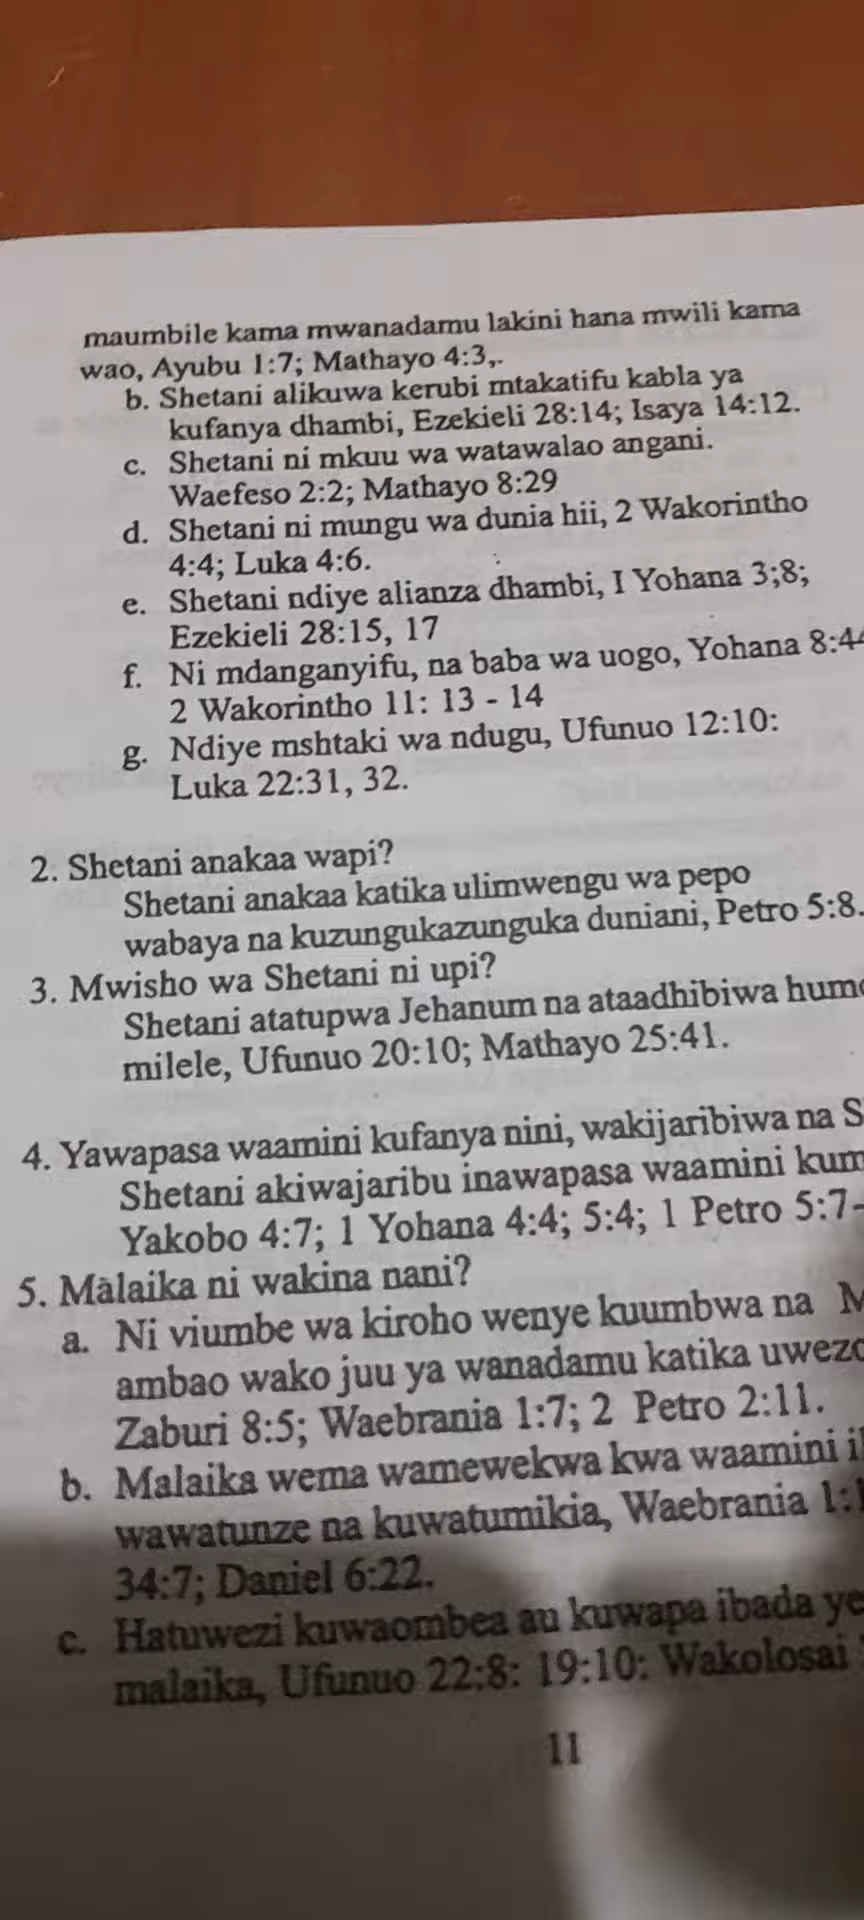 maumbile kama mwanadamu lakini hana mwili kama
wao, Ayubu 1:7; Mathayo 4:3,.
b. Shetani alikuwa kerubi mtakatifu kabla ya
kufanya dhambi, Ezekieli 28:14; Isaya 14:12.
c. Shetani ni mkuu wa watawalao angani.
Waefeso 2:2; Mathayo 8:29
d. Shetani ni mungu wa dunia hii, 2 Wakorintho
4:4; Luka 4:6.
e. Shetani ndiye alianza dhambi, I Yohana 3;8;
Ezekieli 28:15, 17
f. Ni mdanganyifu, na baba wa uogo, Yohana 8:44
2 Wakorintho 11: 13 - 14
g. Ndiye mshtaki wa ndugu, Ufunuo 12:10:
Luka 22:31, 32.
2. Shetani anakaa wapi?
Shetani anakaa katika ulimwengu wa pepo
wabaya na kuzungukazunguka duniani, Petro 5:8.
3. Mwisho wa Shetani ni upi?
Shetani atatupwa Jehanum na ataadhibiwa
milele, Ufunuo 20:10; Mathayo 25:41.
4. Yawapasa waamini kufanya nini, wakijaribiwa na
Shetani akiwajaribu inawapasa waamini
Yakobo 4:7; 1 Yohana 4:4; 5:4; 1 Petro 5:7-
5. Malaika ni wakina nani?
a. Ni viumbe wa kiroho wenye kuumbwa na
ambao wako juu ya wanadamu katika
Zaburi 8:5; Waebrania 1:7; 2 Petro 2:11.
b. Malaika wema wamewekwa kwa waamini
wawatunze na kuwatumikia, Waebrania
34:7; Daniel 6:22.
c. Hatuwezi kuwaombea au kuwapa ibada
malaika, Ufunuo 22:8: 19:10: Wakolosai
11